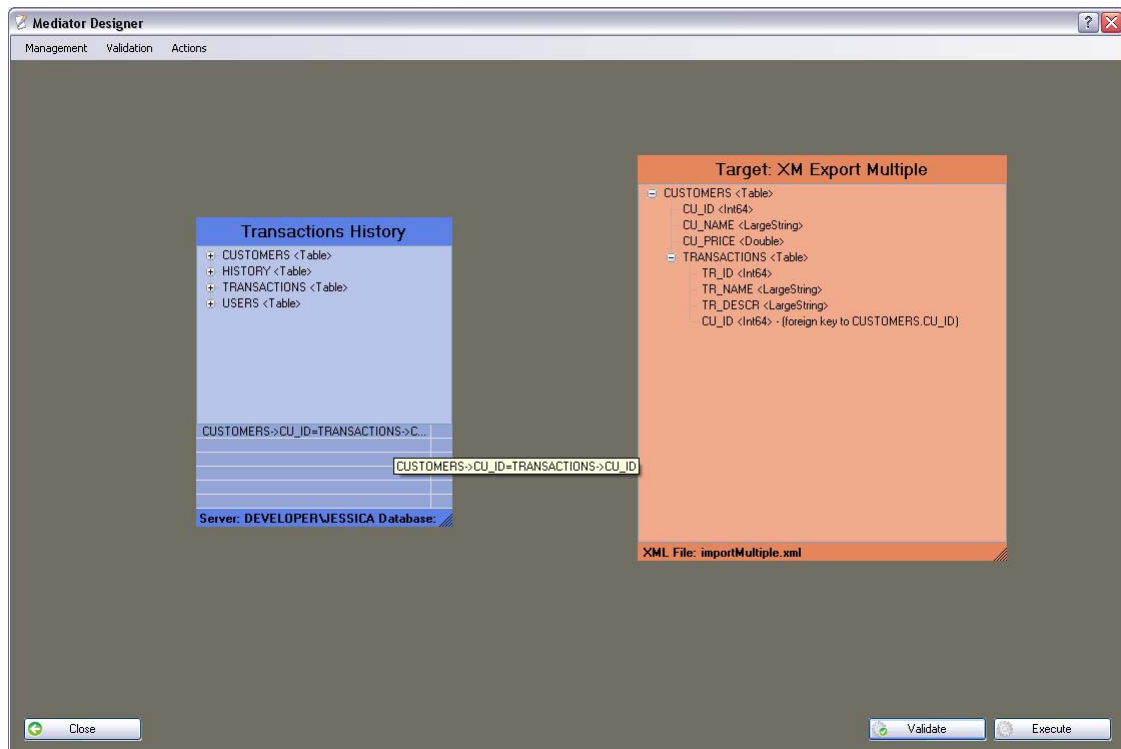 Mediator Designer
Management Validation Actions
Transactions History
CUSTOMERS <Table>
HISTORY <Table>
TRANSACTIONS <Table>
USERS <Table>
CUSTOMERS->CU_ID=TRANSACTIONS->C...
CUSTOMERS->CU_ID=TRANSACTIONS->CU_ID
Server: DEVELOPER\JESSICA Database:
Target: XM Export Multiple
CUSTOMERS <Table>
CU_ID <Int64>
CU_NAME <LargeString>
CU_PRICE <Double>
TRANSACTIONS <Table>
TR_ID <Int64>
TR_NAME <LargeString>
TR_DESCR <LargeString>
CU_ID <Int64> - (foreign key to CUSTOMERS.CU_ID)
XML File: importMultiple.xml
Close
Validate
Execute